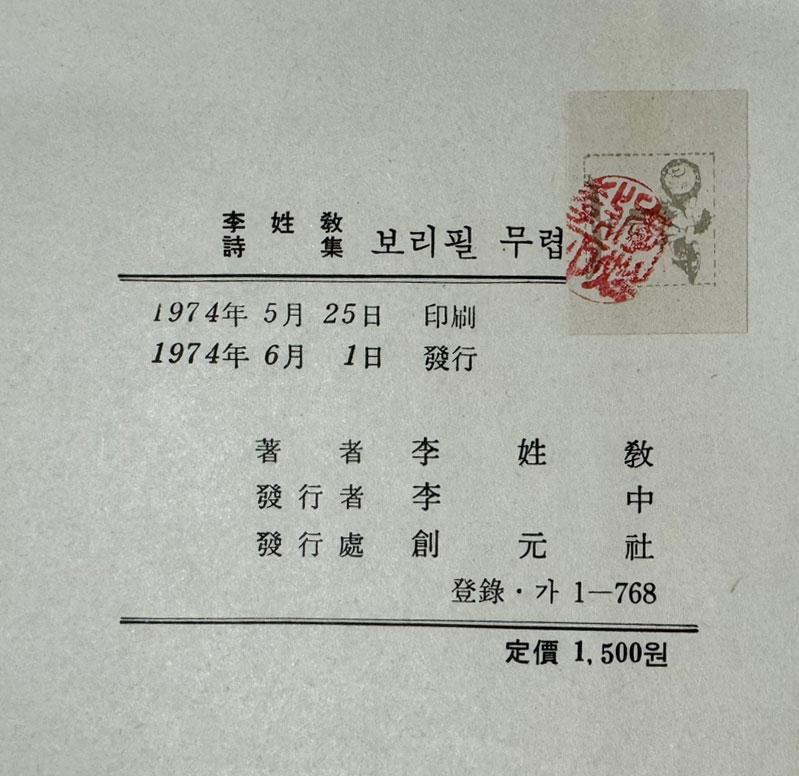 李姓敎
詩集 보리필 무렵
1974年 5月 25日 印刷
1974年 6月 1日 發行
著者 李姓敎
發行者 李中
發行處 創元社
登錄・가 1—768
定價 1,500원